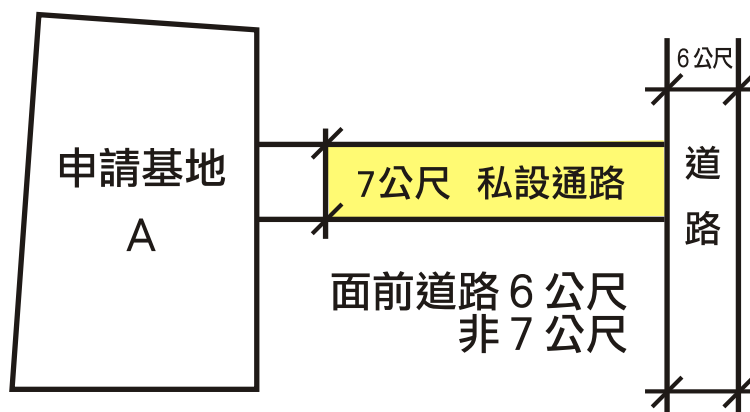 6公尺
申請基地
A
7公尺 私設通路
道
路
面前道路6公尺
非7公尺